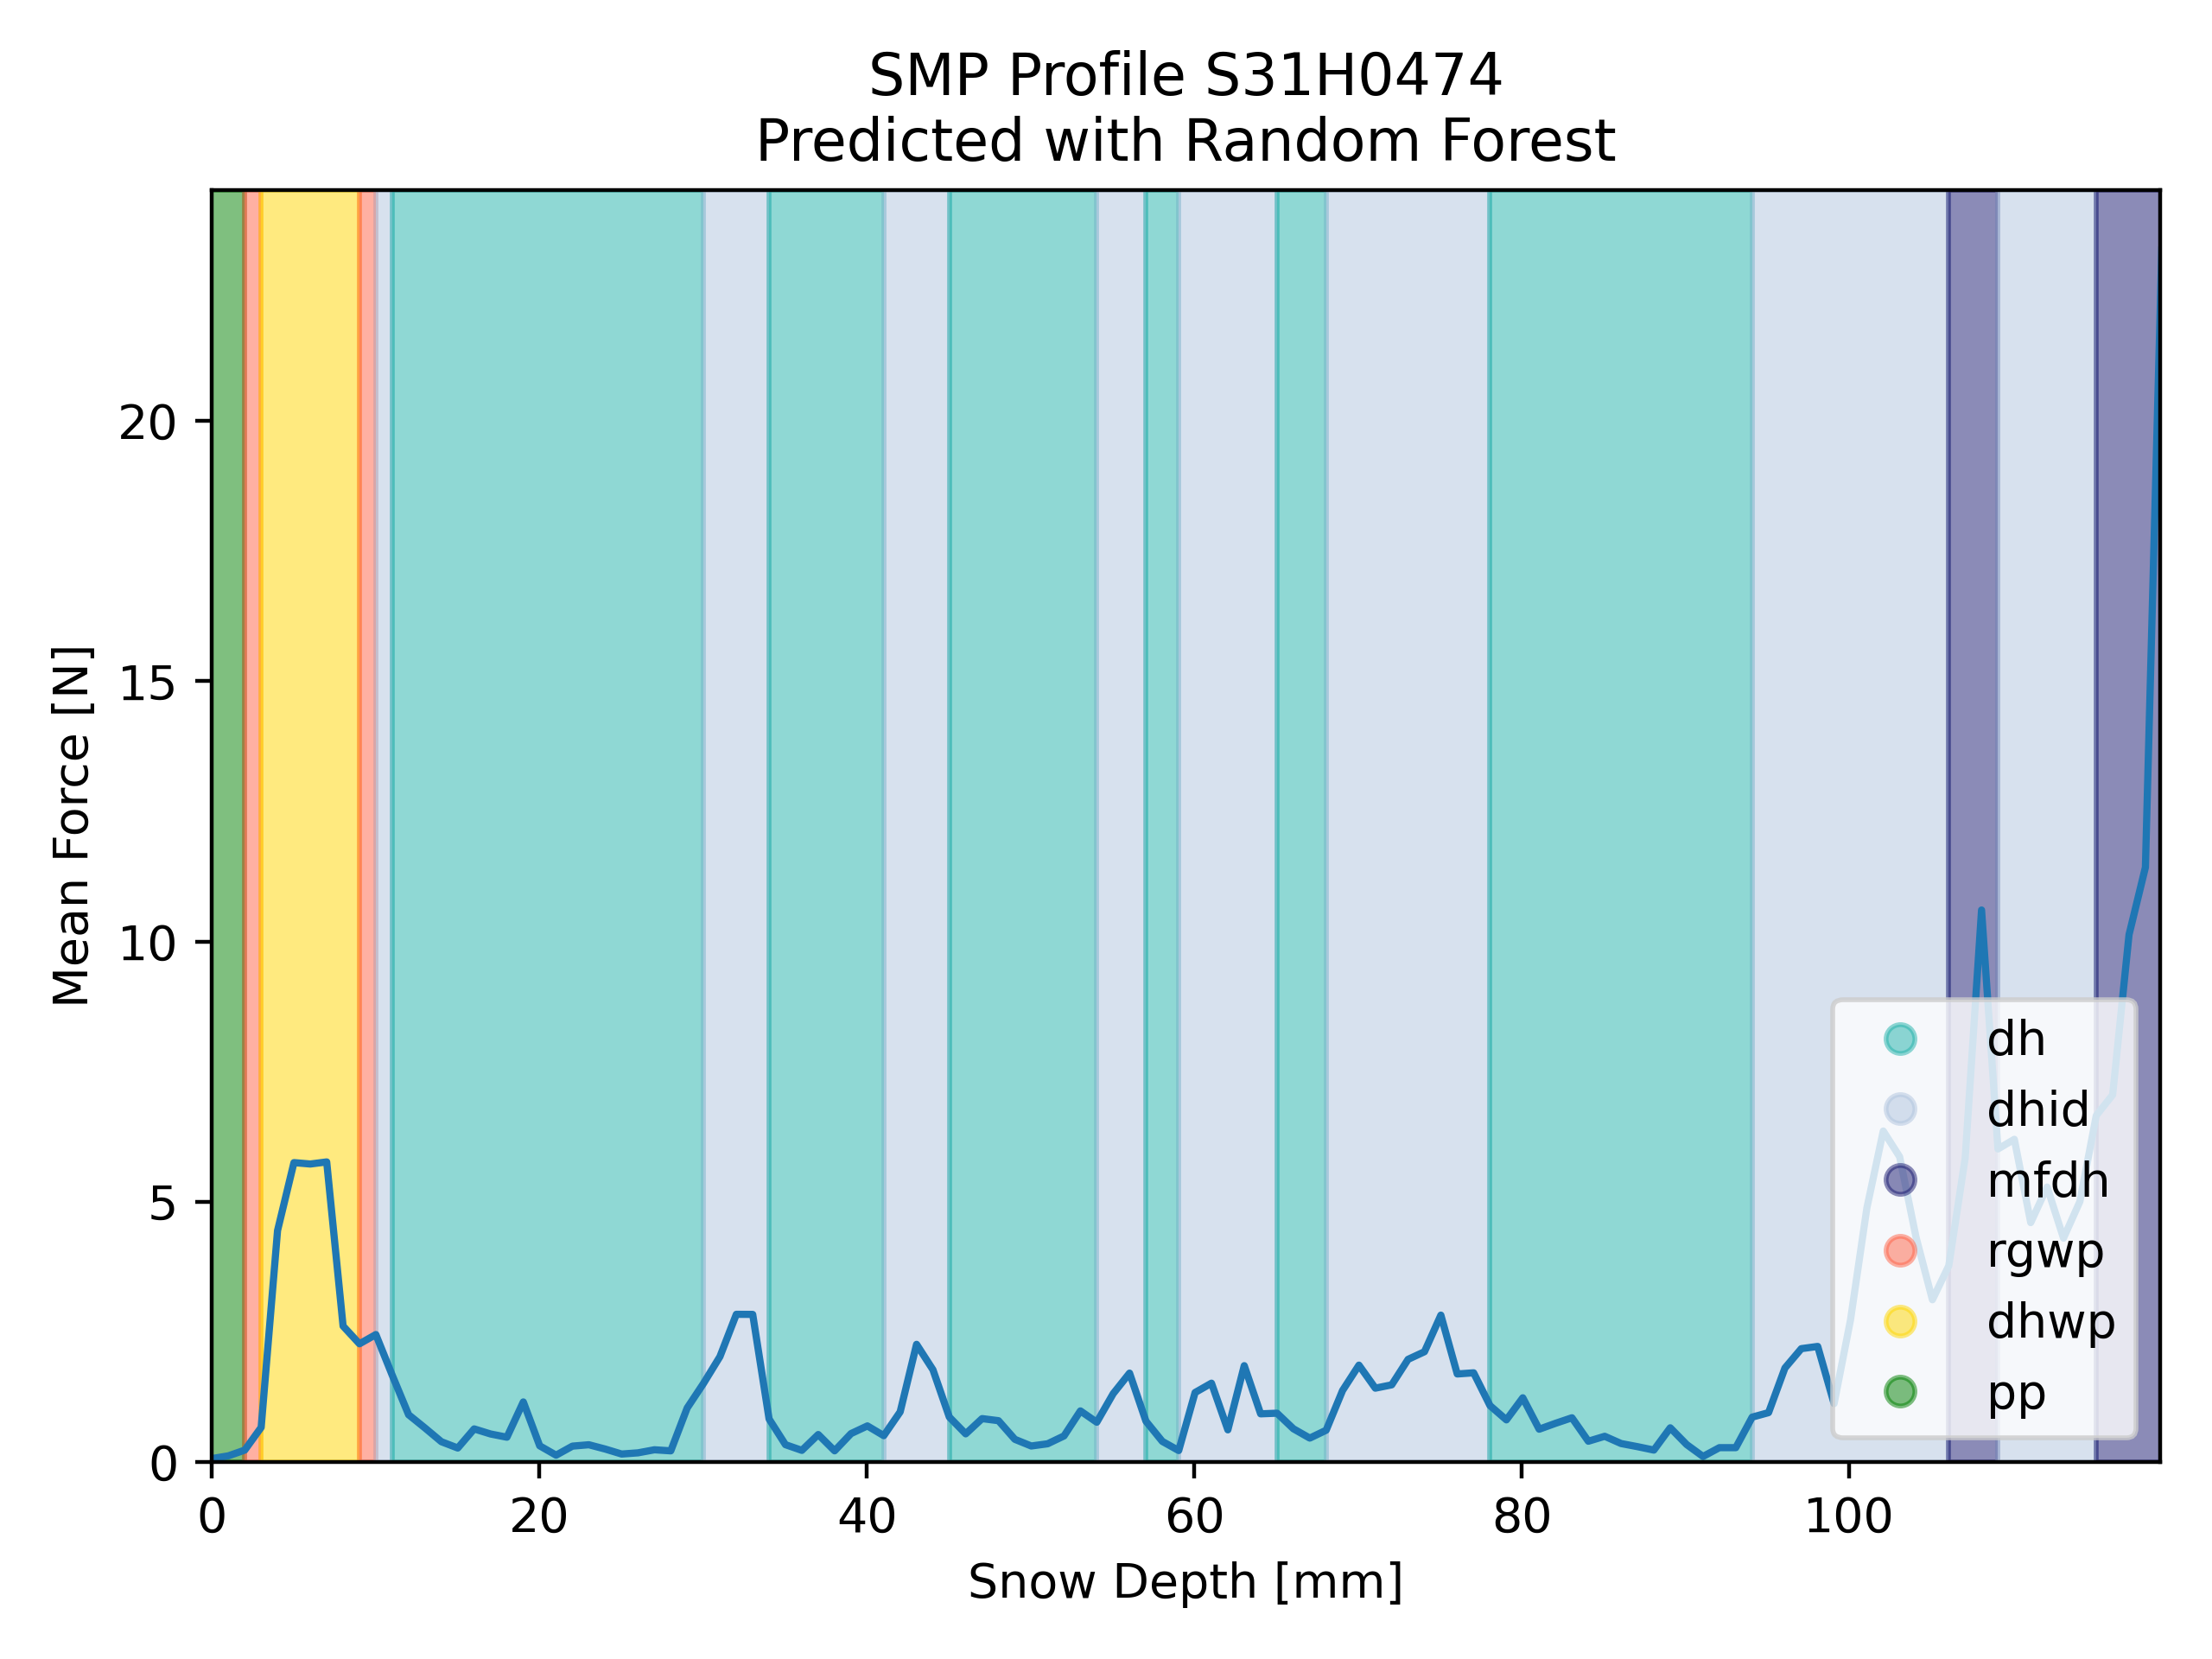 SMP Profile S31H0474
Predicted with Random Forest
Mean Force [N]
20
15
10
5
0
dh
dhid
mfdh
rgwp
dhwp
pp
0 20 40 60 80 100
Snow Depth [mm]